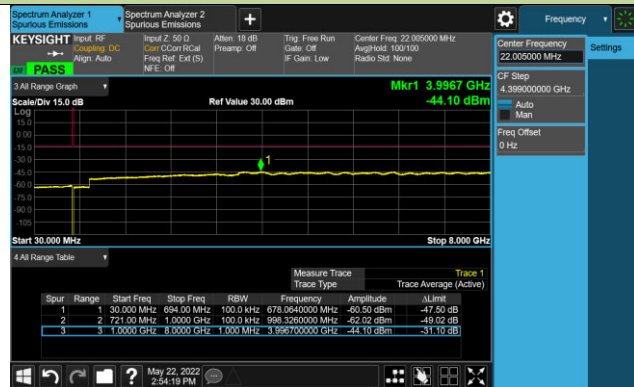 Spectrum Analyzer 1
Spurious Emissions
Spectrum Analyzer 2
Spurious Emissions
+
Frequency
KEYSIGHT
Input: RF
Coupling: DC
Align: Auto
Input Z: 50 Ω
Corr CCorr RCal
Freq Ref: Ext (S)
NFE: Off
Atten: 18 dB
Preamp: Off
Trig: Free Run
Gate: Off
IF Gain: Low
Center Freq: 22.005000 MHz
Avg|Hold: 100/100
Radio Std: None
LW PASS
Center Frequency
22.005000 MHz
Settings
CF Step
4.399000000 GHz
Auto
Man
Freq Offset
0 Hz
3 All Range Graph
Mkr1 3.9967 GHz
Scale/Div 15.0 dB
Ref Value 30.00 dBm
-44.10 dBm
Log
15.0
0.00
-15.0
-30.0
-45.0
-60.0
-75.0
-90.0
-105
1
Start 30.000 MHz
Stop 8.000 GHz
4 All Range Table
Measure Trace Trace 1
Trace Type Trace Average (Active)
Spur Range Start Freq Stop Freq RBW Frequency Amplitude ΔLimit
1 1 30.000 MHz 694.00 MHz 100.0 kHz 678.0640000 MHz -60.50 dBm -47.50 dB
2 2 721.00 MHz 1.0000 GHz 100.0 kHz 998.3260000 MHz -62.02 dBm -49.02 dB
3 3 1.0000 GHz 8.0000 GHz 1.000 MHz 3.996700000 GHz -44.10 dBm -31.10 dB
?
May 22, 2022
2:54:19 PM